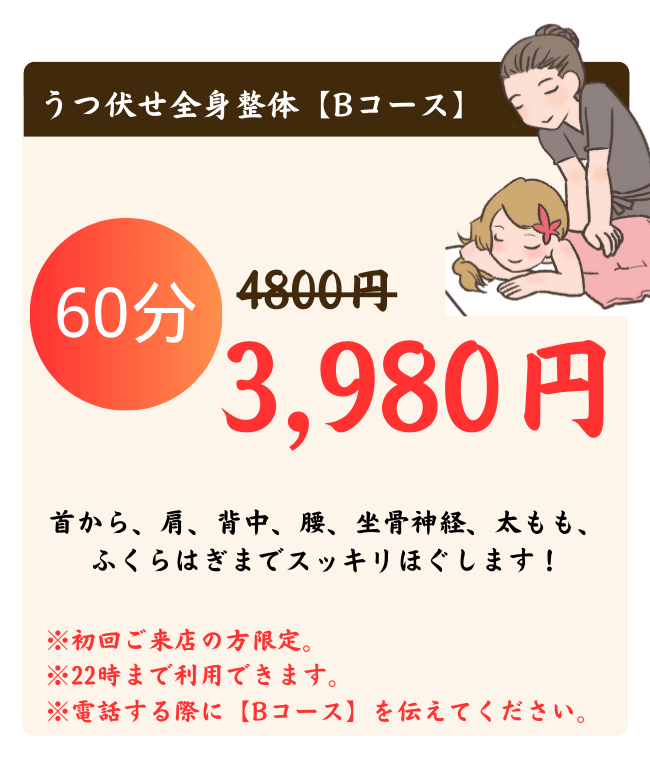 うつ伏せ全身整体【Bコース】
60分
4800円
3,980円
首から、肩、背中、腰、坐骨神経、太もも、
ふくらはぎまでスッキリほぐします！
※初回ご来店の方限定。
※22時まで利用できます。
※電話する際に【Bコース】を伝えてください。